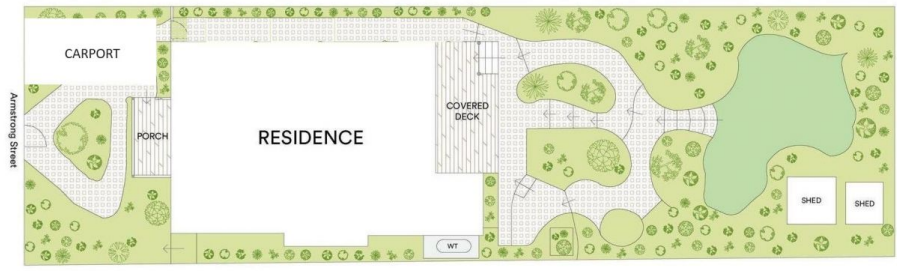 CARPORT
Armstrong Street
PORCH
RESIDENCE
COVERED
DECK
WT
SHED
SHED